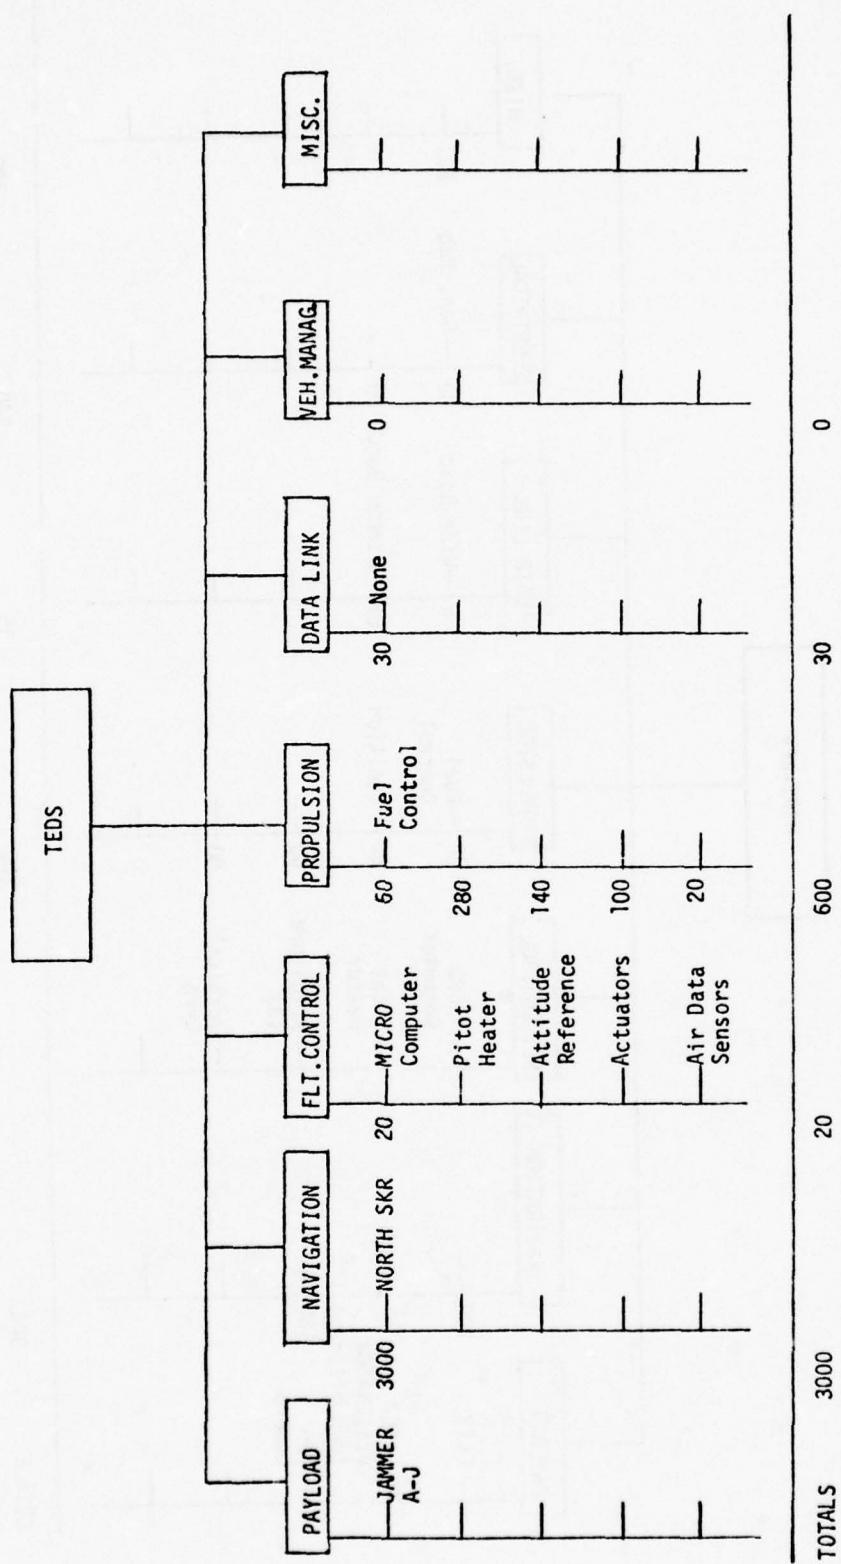 TEDS
PAYLOAD NAVIGATION FLT.CONTROL PROPULSION DATA LINK VEH.MANAG. MISC.
JAMMER 3000 NORTH SKR 20 MICRO 60 Fuel 30 None 0
A-J Computer Control
Pitot 280
Heater
Attitude 140
Reference
Actuators 100
Air Data 20
Sensors
TOTALS 3000 20 600 30 0